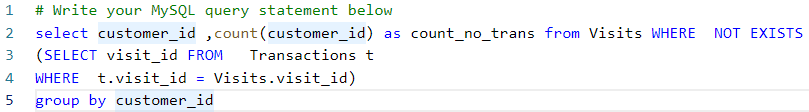 1 # Write your MySQL query statement below
2 select customer_id ,count(customer_id) as count_no_trans from Visits WHERE  NOT EXISTS
3 (SELECT visit_id FROM   Transactions t
4 WHERE  t.visit_id = Visits.visit_id)
5 group by customer_id